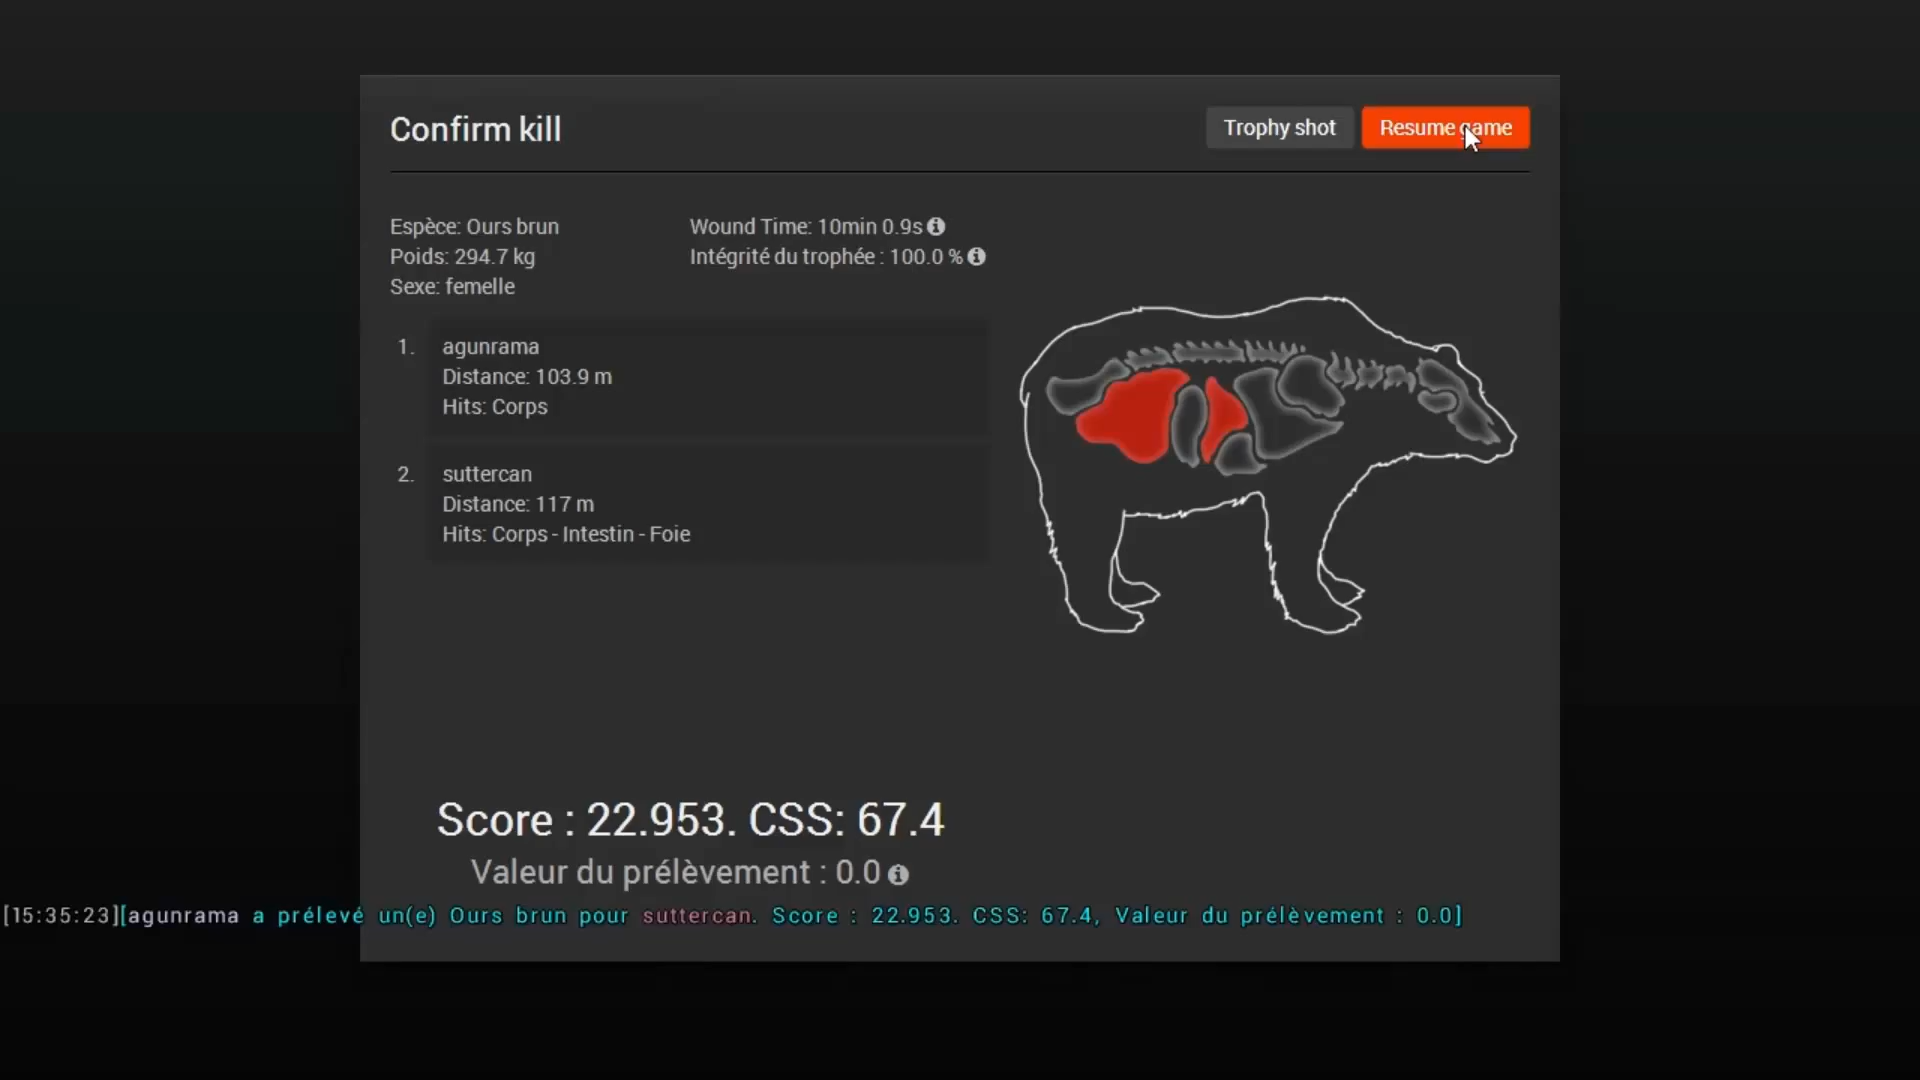 Confirm kill
Trophy shot
Resume game
Espèce: Ours brun
Poids: 294.7 kg
Sexe: femelle
Wound Time: 10min 0.9s
Intégrité du trophée : 100.0 %
1.
agunrama
Distance: 103.9 m
Hits: Corps
2.
suttercan
Distance: 117 m
Hits: Corps - Intestin - Foie
Score : 22.953. CSS: 67.4
Valeur du prélèvement : 0.0
[15:35:23][agunrama a prélevé un(e) Ours brun pour suttercan. Score : 22.953. CSS: 67.4, Valeur du prélèvement : 0.0]